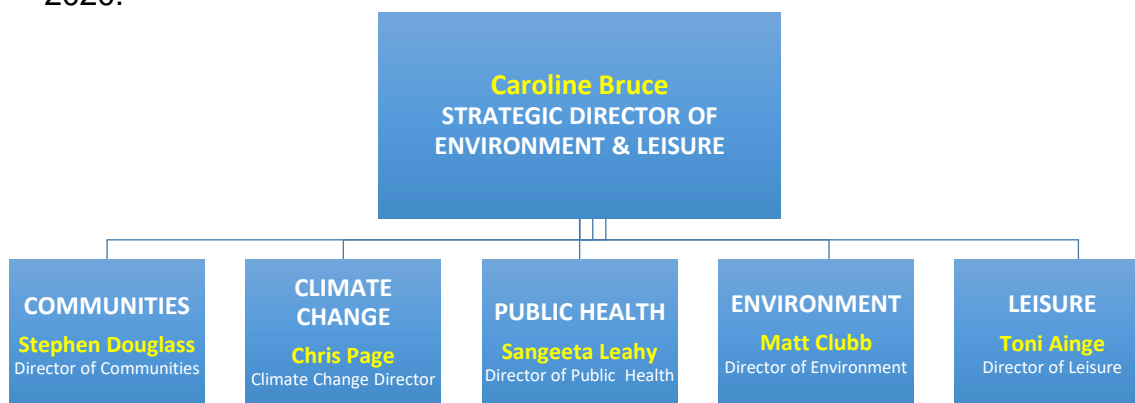 Caroline Bruce
STRATEGIC DIRECTOR OF
ENVIRONMENT & LEISURE
COMMUNITIES
Stephen Douglass
Director of Communities
CLIMATE
CHANGE
Chris Page
Climate Change Director
PUBLIC HEALTH
Sangeeta Leahy
Director of Public Health
ENVIRONMENT
Matt Clubb
Director of Environment
LEISURE
Toni Ainge
Director of Leisure